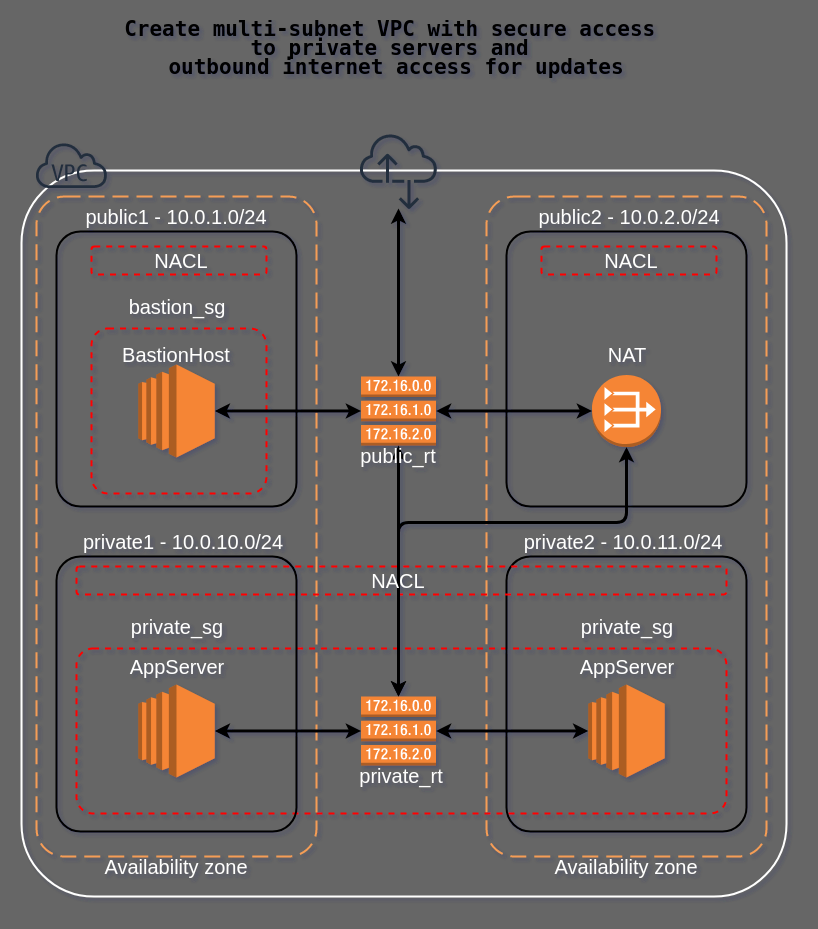 Create multi-subnet VPC with secure access
to private servers and
outbound internet access for updates
VPC
public1 - 10.0.1.0/24
public2 - 10.0.2.0/24
NACL
NACL
bastion_sg
BastionHost
NAT
172.16.0.0
172.16.1.0
172.16.2.0
public_rt
private1 - 10.0.10.0/24
private2 - 10.0.11.0/24
NACL
private_sg
private_sg
AppServer
AppServer
172.16.0.0
172.16.1.0
172.16.2.0
private_rt
Availability zone
Availability zone